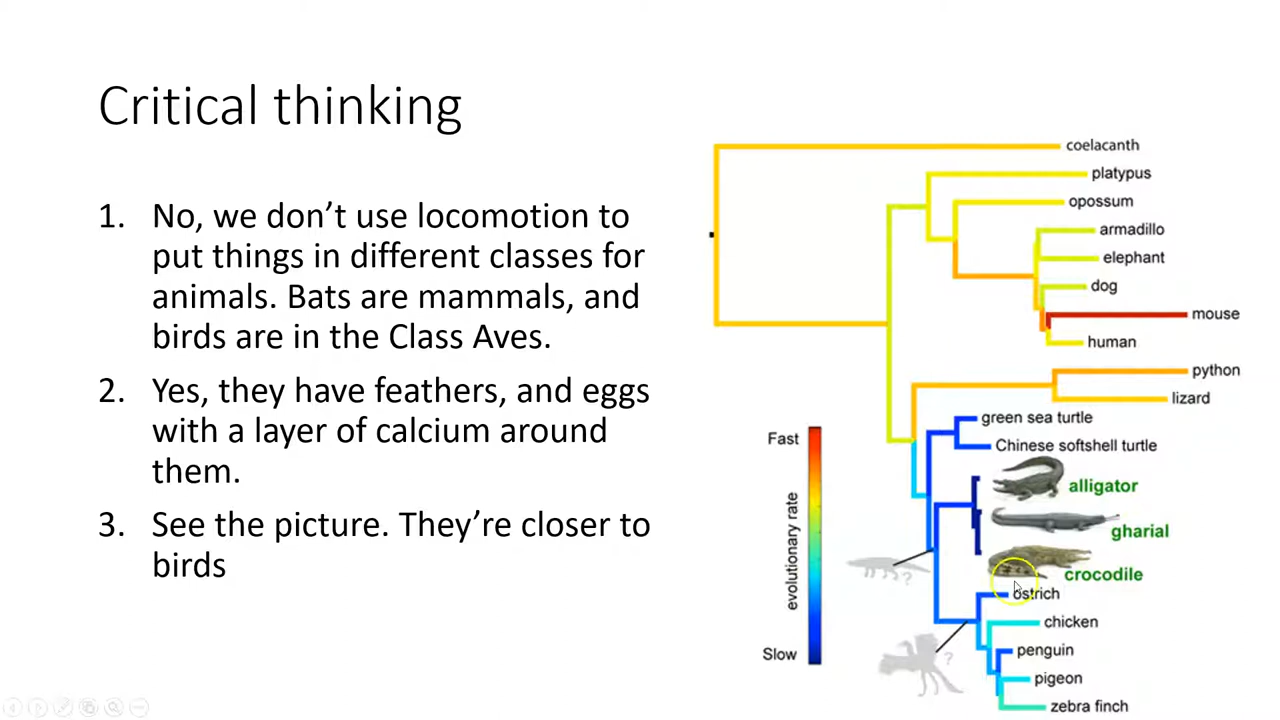 Critical thinking
1. No, we don't use locomotion to
put things in different classes for
animals. Bats are mammals, and
birds are in the Class Aves.
2. Yes, they have feathers, and eggs
with a layer of calcium around
them.
3. See the picture. They're closer to
birds
coelacanth
platypus
opossum
armadillo
elephant
dog
mouse
human
python
lizard
green sea turtle
Chinese softshell turtle
alligator
gharial
crocodile
ostrich
chicken
penguin
pigeon
zebra finch
Fast
evolutionary rate
Slow
?
?